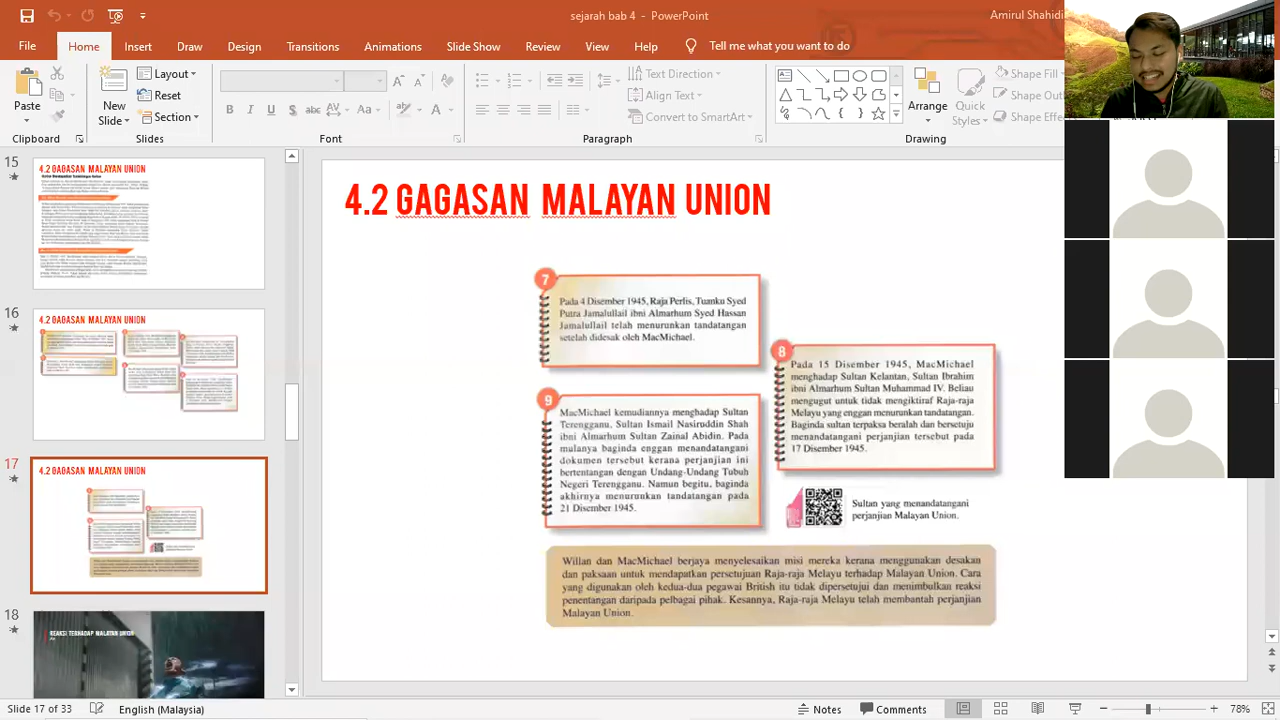 sejarah bab 4 - PowerPoint
Amirul Shahidi
File Home Insert Draw Design Transitions Animations Slide Show Review View Help Tell me what you want to do
Paste
New
Slide
Layout
Reset
Section
Text Direction
Align Text
Convert to SmartArt
Arrange
Quick
Styles
Shape Fill
Shape Out
Shape Effe
Clipboard Slides Font Paragraph Drawing
15
4.2 GAGASAN MALAYAN UNION
16
4.2 GAGASAN MALAYAN UNION
17
4.2 GAGASAN MALAYAN UNION
18
REAKSI TERHADAP MALAYAN UNION
.2 GAGASAN MALAYAN UNION
7
Pada 4 Disember 1945, Raja Perlis, Tuanku Syed
Putra Jamalullail ibni Almarhum Syed Hassan
Jamalullail telah menurunkan tandatangan
setelah didesak oleh MacMichael.
8
Pada 15 Disember 1945, MacMichael
menghadap Sultan Kelantan, Sultan Ibrahim
ibni Almarhum Sultan Muhammad IV. Beliau
mengugut untuk tidak mengiktiraf Raja-raja
Melayu yang enggan menurunkan tandatangan.
Baginda sultan terpaksa beralah dan bersetuju
menandatangani perjanjian tersebut pada
17 Disember 1945.
9
MacMichael kemudiannya menghadap Sultan
Terengganu, Sultan Ismail Nasiruddin Shah
ibni Almarhum Sultan Zainal Abidin. Pada
mulanya baginda enggan menandatangani
dokumen tersebut kerana perjanjian ini
bertentangan dengan Undang-Undang Tubuh
Negeri Terengganu. Namun begitu, baginda
akhirnya menurunkan tandatangan pada
21 Disember 1945.
Sultan yang menandatangani
perjanjian Malayan Union.
Willan dan MacMichael berjaya menyelesaikan misi mereka kerana menggunakan desakan
dan paksaan untuk mendapatkan persetujuan Raja-raja Melayu terhadap Malayan Union. Cara
yang digunakan oleh kedua-dua pegawai British itu tidak dipersetujui dan menimbulkan reaksi
penentangan daripada pelbagai pihak. Kesannya, Raja-raja Melayu telah membantah perjanjian
Malayan Union.
Slide 17 of 33 English (Malaysia) Notes Comments 78%